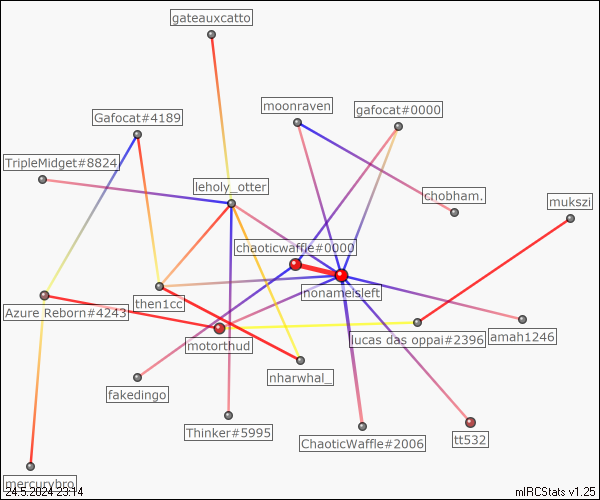 gateauxcatto
moonraven
gafocat#0000
Gafocat#4189
TripleMidget#8824
leholy_otter
chobham.
mukszi
chaoticwaffle#0000
nonameisleft
then1cc
Azure Reborn#4243
motorthud
lucas das oppai#2396
amah1246
nharwhal_
fakedingo
Thinker#5995
ChaoticWaffle#2006
tt532
mercurybro
24.5.2024 23:14
mIRCStats v1.25